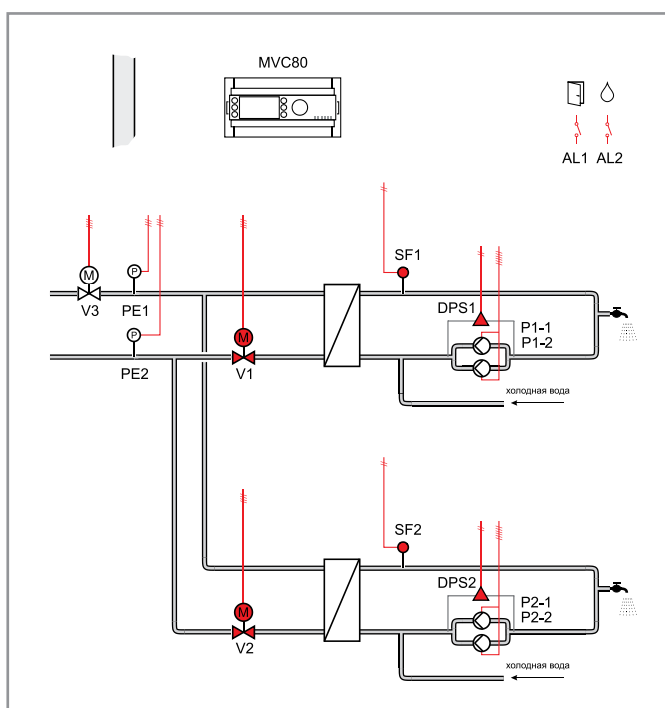 MVC80
AL1 AL2
SF1
M
P
V3
PE1
DPS1
P1-1
P1-2
P
M
PE2
V1
холодная вода
SF2
DPS2
P2-1
P2-2
M
V2
холодная вода